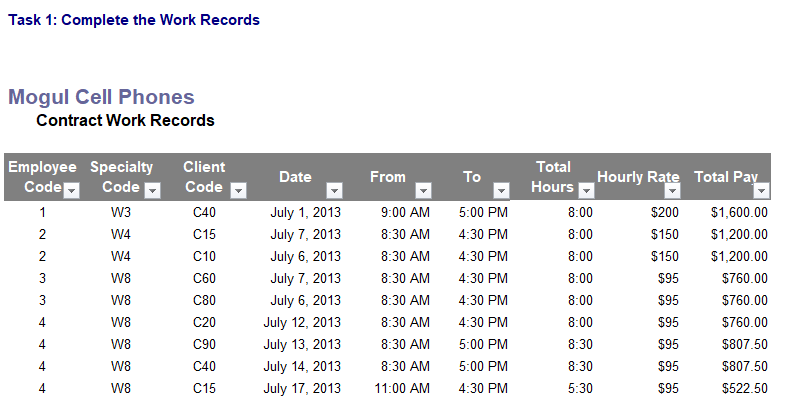 Task 1: Complete the Work Records
Mogul Cell Phones
Contract Work Records
Employee Code Specialty Code Client Code Date From To Total Hours Hourly Rate Total Pay
1 W3 C40 July 1, 2013 9:00 AM 5:00 PM 8:00 $200 $1,600.00
2 W4 C15 July 7, 2013 8:30 AM 4:30 PM 8:00 $150 $1,200.00
2 W4 C10 July 6, 2013 8:30 AM 4:30 PM 8:00 $150 $1,200.00
3 W8 C60 July 7, 2013 8:30 AM 4:30 PM 8:00 $95 $760.00
3 W8 C80 July 6, 2013 8:30 AM 4:30 PM 8:00 $95 $760.00
4 W8 C20 July 12, 2013 8:30 AM 4:30 PM 8:00 $95 $760.00
4 W8 C90 July 13, 2013 8:30 AM 5:00 PM 8:30 $95 $807.50
4 W8 C40 July 14, 2013 8:30 AM 5:00 PM 8:30 $95 $807.50
4 W8 C15 July 17, 2013 11:00 AM 4:30 PM 5:30 $95 $522.50